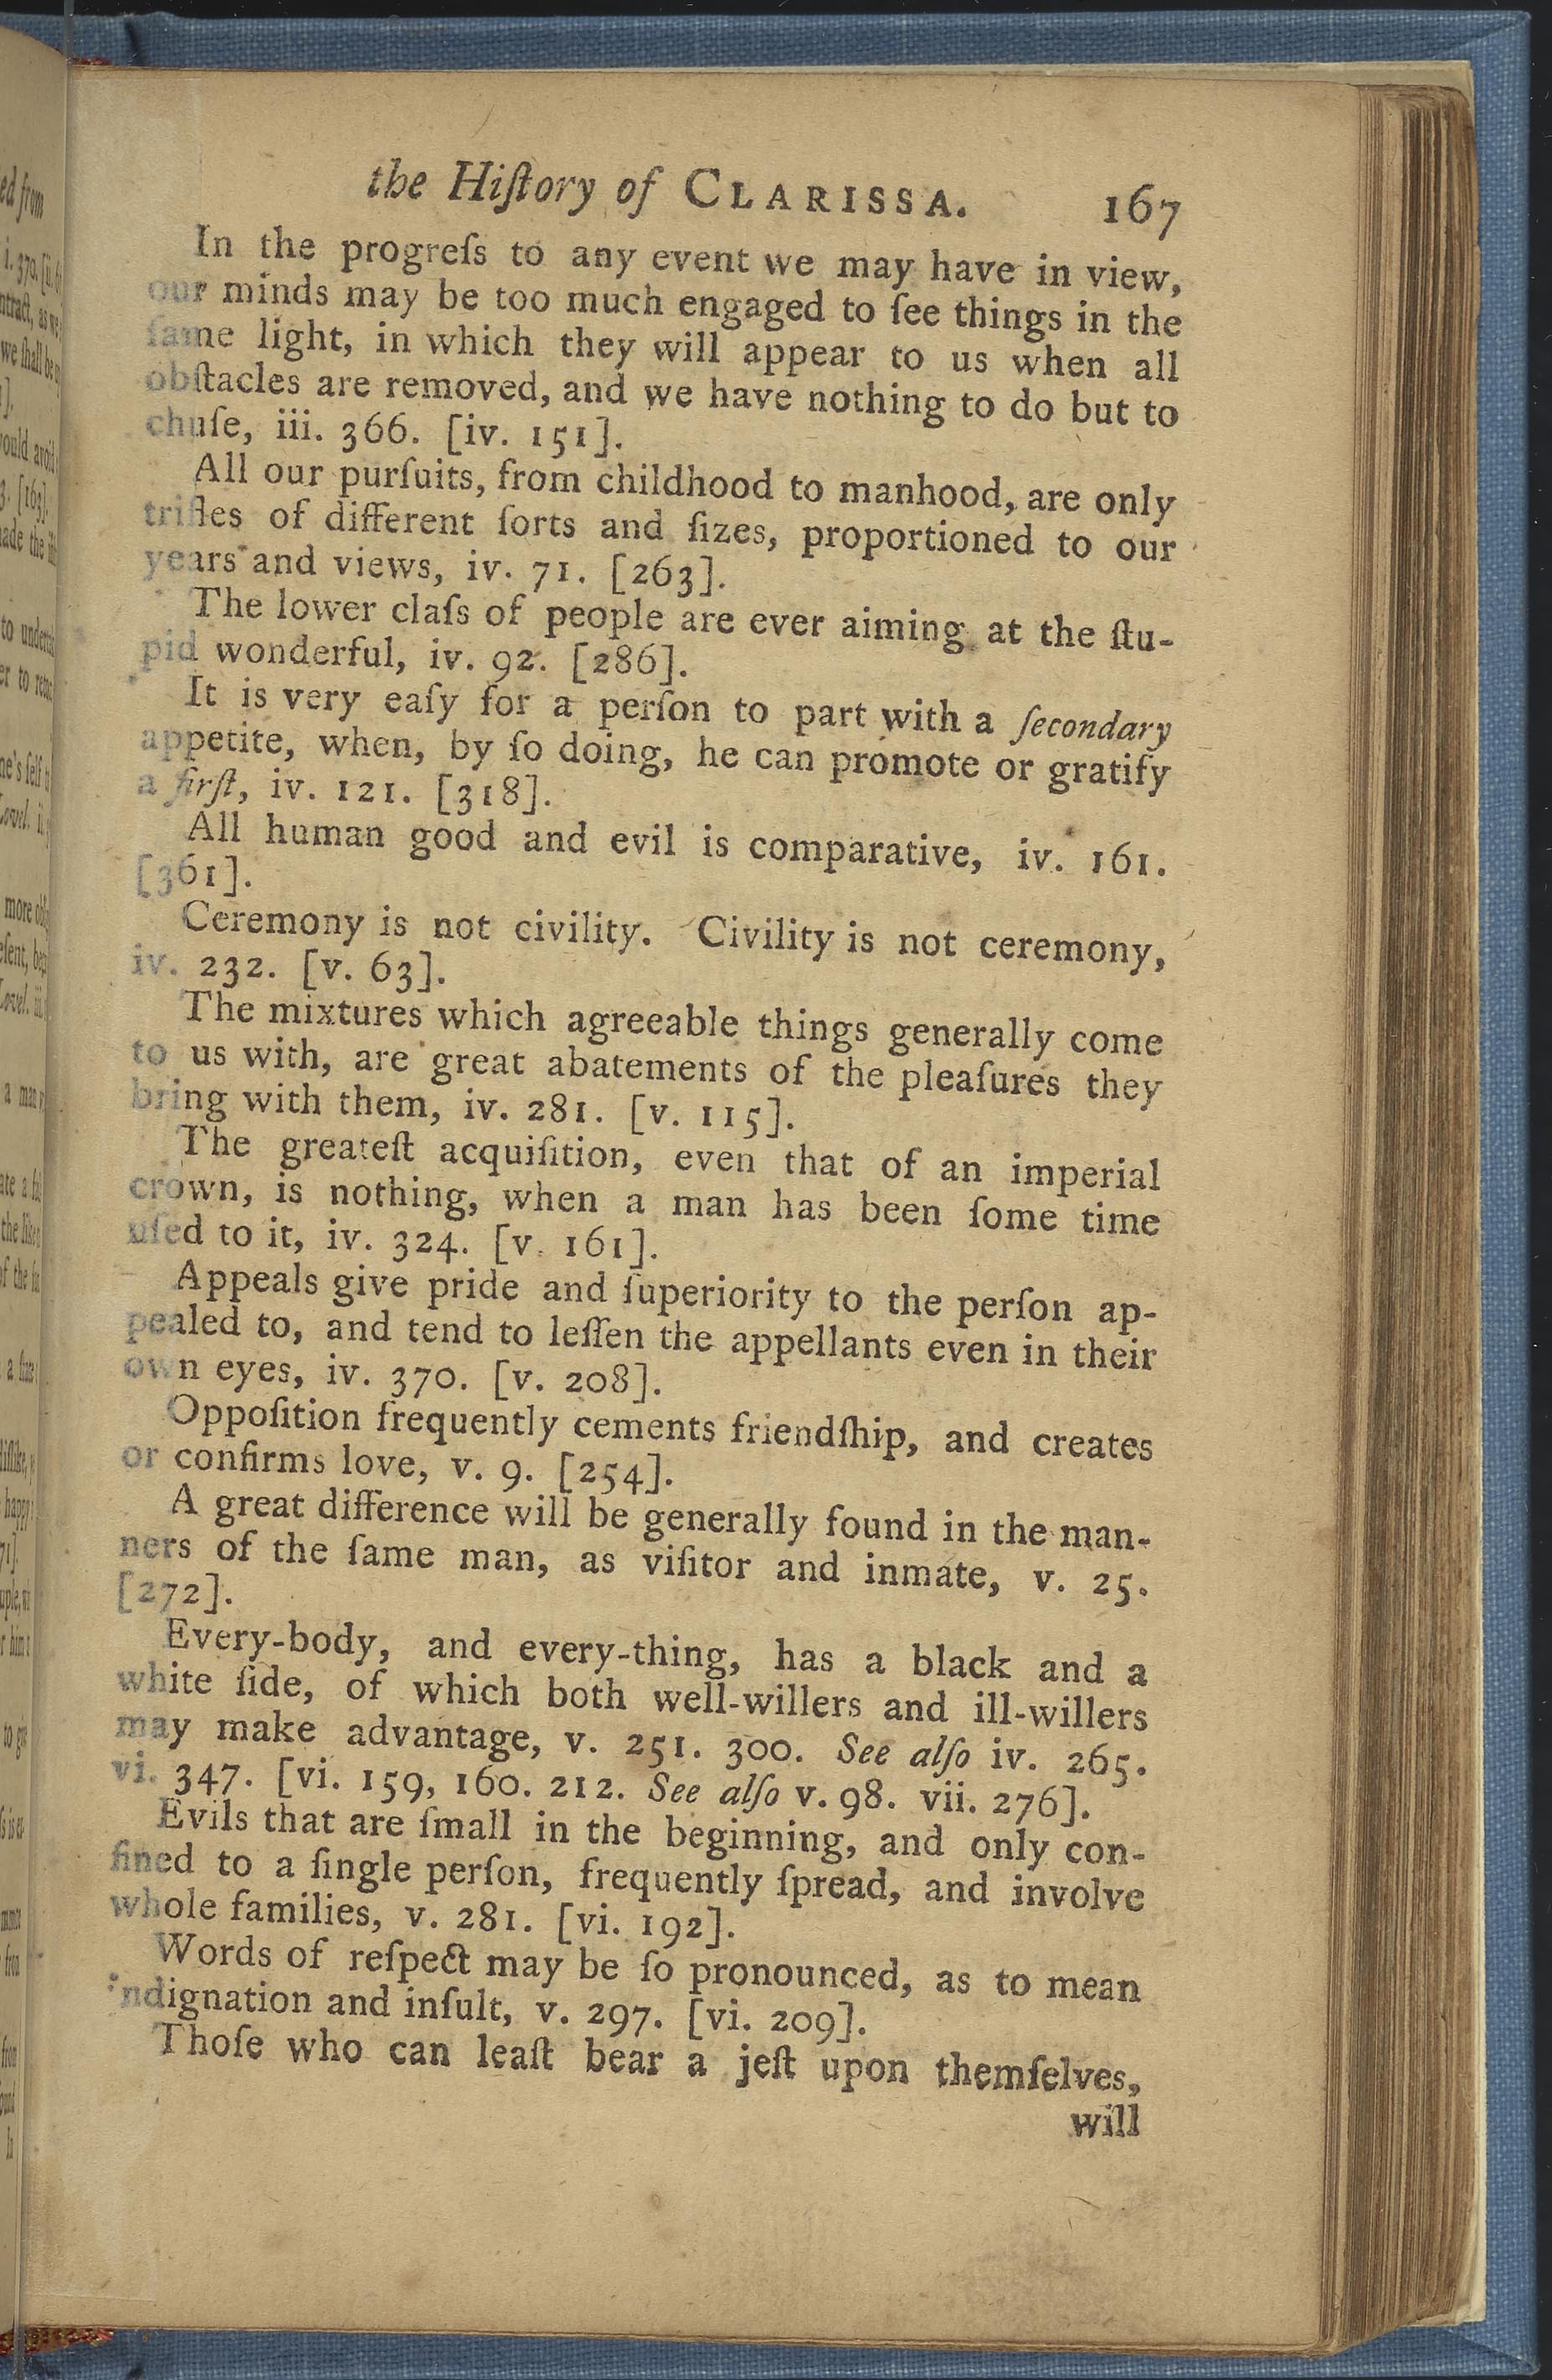 the Hiſtory of CLARISSA. 167
In the progreſs to any event we may have in view,
our minds may be too much engaged to ſee things in the
ſame light, in which they will appear to us when all
obſtacles are removed, and we have nothing to do but to
chuſe, iii. 366. [iv. 151].
All our purſuits, from childhood to manhood, are only
trifles of different ſorts and ſizes, proportioned to our
years and views, iv. 71. [263].
The lower claſs of people are ever aiming at the ſtu-
pid wonderful, iv. 92. [286].
It is very eaſy for a perſon to part with a ſecondary
appetite, when, by ſo doing, he can promote or gratify
a firſt, iv. 121. [318].
All human good and evil is comparative, iv. 161.
[361].
Ceremony is not civility. Civility is not ceremony,
iv. 232. [v. 63].
The mixtures which agreeable things generally come
to us with, are great abatements of the pleaſures they
bring with them, iv. 281. [v. 115].
The greateſt acquiſition, even that of an imperial
crown, is nothing, when a man has been ſome time
uſed to it, iv. 324. [v. 161].
Appeals give pride and ſuperiority to the perſon ap-
pealed to, and tend to leſſen the appellants even in their
own eyes, iv. 370. [v. 208].
Oppoſition frequently cements friendſhip, and creates
or confirms love, v. 9. [254].
A great difference will be generally found in the man-
ners of the ſame man, as viſitor and inmate, v. 25.
[272].
Every-body, and every-thing, has a black and a
white ſide, of which both well-willers and ill-willers
may make advantage, v. 251. 300. See alſo iv. 265.
vi. 347. [vi. 159, 160. 212. See alſo v. 98. vii. 276].
Evils that are ſmall in the beginning, and only con-
fined to a ſingle perſon, frequently ſpread, and involve
whole families, v. 281. [vi. 192].
Words of reſpect may be ſo pronounced, as to mean
indignation and inſult, v. 297. [vi. 209].
Thoſe who can leaſt bear a jeſt upon themſelves,
will